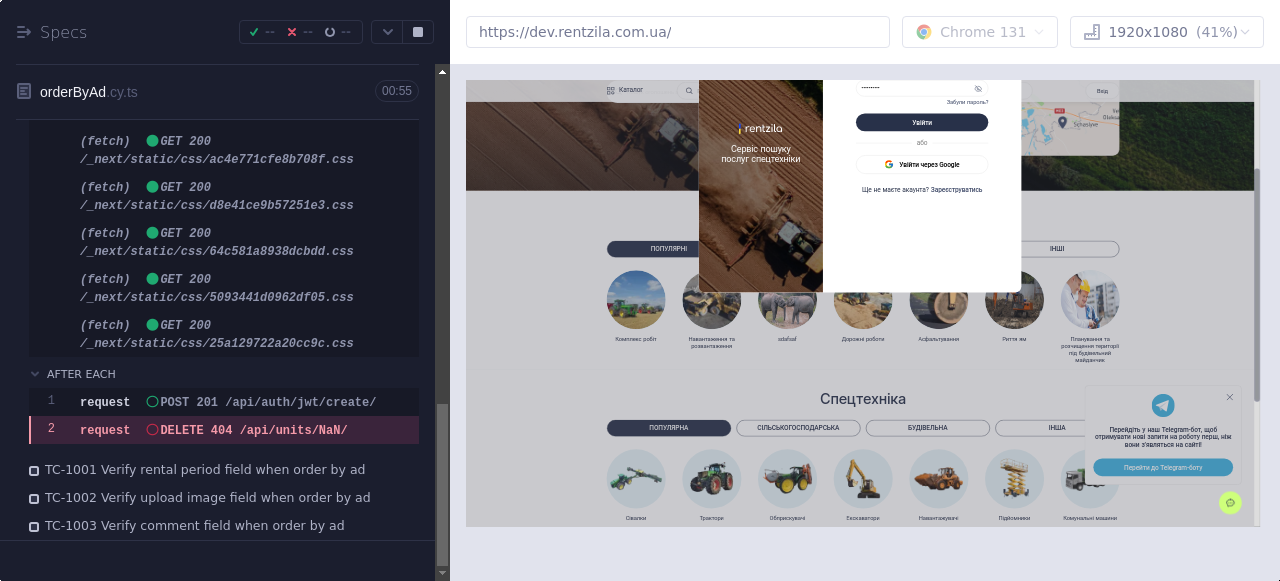 Specs
--
--
--
orderByAd.cy.ts
00:55
(fetch) GET 200
/_next/static/css/ac4e771cfe8b708f.css
(fetch) GET 200
/_next/static/css/d8e41ce9b57251e3.css
(fetch) GET 200
/_next/static/css/64c581a8938dcbdd.css
(fetch) GET 200
/_next/static/css/5093441d0962df05.css
(fetch) GET 200
/_next/static/css/25a129722a20cc9c.css
AFTER EACH
1 request POST 201 /api/auth/jwt/create/
2 request DELETE 404 /api/units/NaN/
TC-1001 Verify rental period field when order by ad
TC-1002 Verify upload image field when order by ad
TC-1003 Verify comment field when order by ad
https://dev.rentzila.com.ua/
Chrome 131
1920x1080 (41%)
Каталог
Вхід
Забули пароль?
rentzila
Сервіс пошуку
послуг спецтехніки
Увійти
або
Увійти через Google
Ще не маєте акаунта? Зареєструватись
ПОПУЛЯРНІ
ІНШІ
Комплекс робіт
Навантаження та
розвантаження
sdafsaf
Дорожні роботи
Асфальтування
Риття ям
Планування та
розчищення території
під будівельний
майданчик
Спецтехніка
ПОПУЛЯРНА
СІЛЬСЬКОГОСПОДАРСЬКА
БУДІВЕЛЬНА
ІНША
Сівалки
Трактори
Обприскувачі
Екскаватори
Навантажувачі
Підйомники
Комунальні машини
Перейдіть у наш Telegram-бот, щоб
отримувати нові запити на роботу перш, ніж
вони з'являться на сайті!
Перейти до Telegram-боту